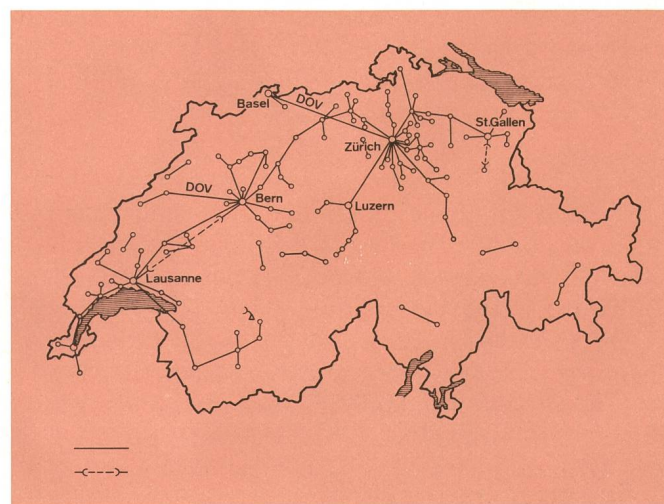 Basel
DOV
St.Gallen
Zürich
DOV
Bern
Luzern
Lausanne